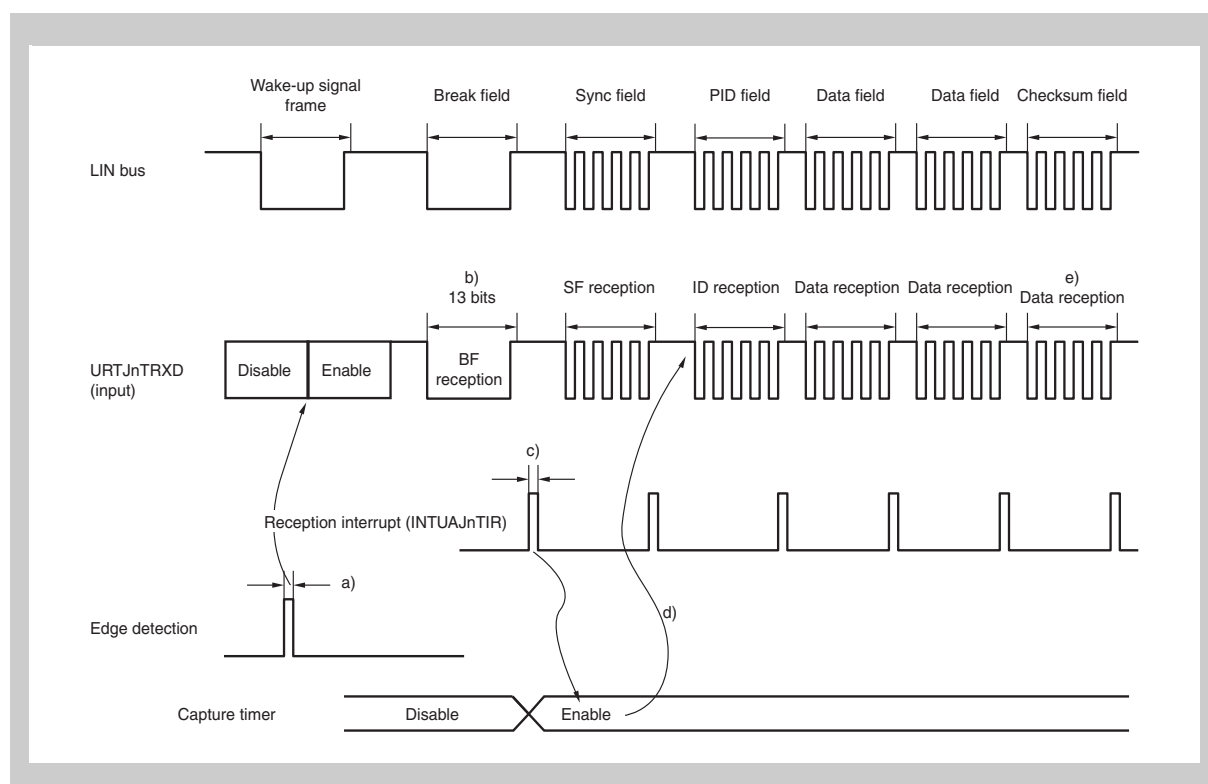 Wake-up signal
frame
Break field
Sync field
PID field
Data field
Data field
Checksum field
LIN bus
b)
13 bits
SF reception
ID reception
Data reception
Data reception
e)
Data reception
URTJnTRXD
(input)
Disable
Enable
BF
reception
c)
Reception interrupt (INTUAJnTIR)
a)
d)
Edge detection
Capture timer
Disable
Enable